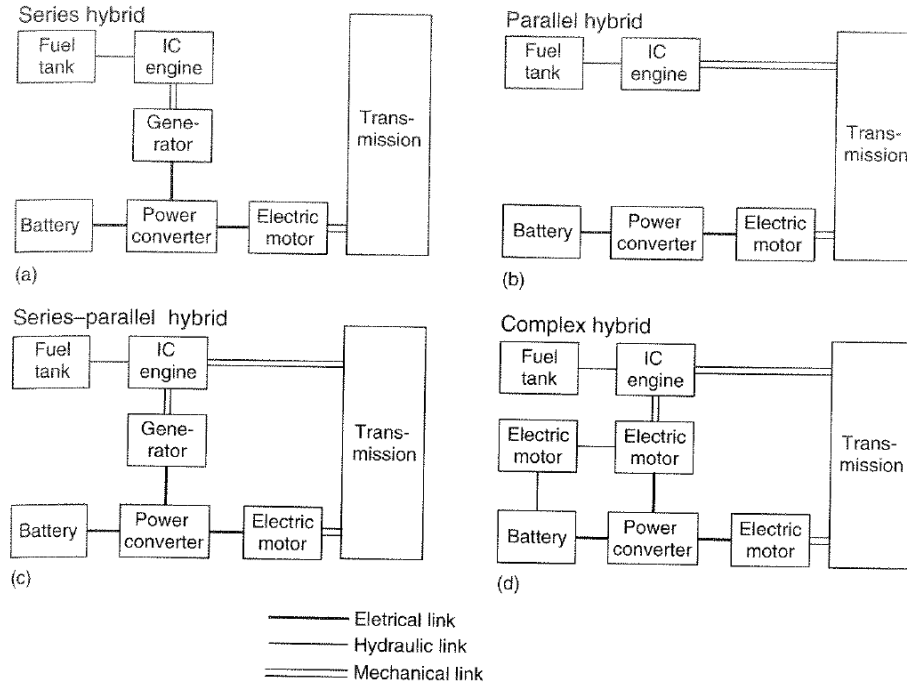 Series hybrid
Fuel
tank
IC
engine
Gene-
rator
Trans-
mission
Battery
Power
converter
Electric
motor
(a)
Parallel hybrid
Fuel
tank
IC
engine
Trans-
mission
Battery
Power
converter
Electric
motor
(b)
Series–parallel hybrid
Fuel
tank
IC
engine
Gene-
rator
Trans-
mission
Battery
Power
converter
Electric
motor
(c)
Complex hybrid
Fuel
tank
IC
engine
Electric
motor
Electric
motor
Trans-
mission
Battery
Power
converter
Electric
motor
(d)
Eletrical link
Hydraulic link
Mechanical link